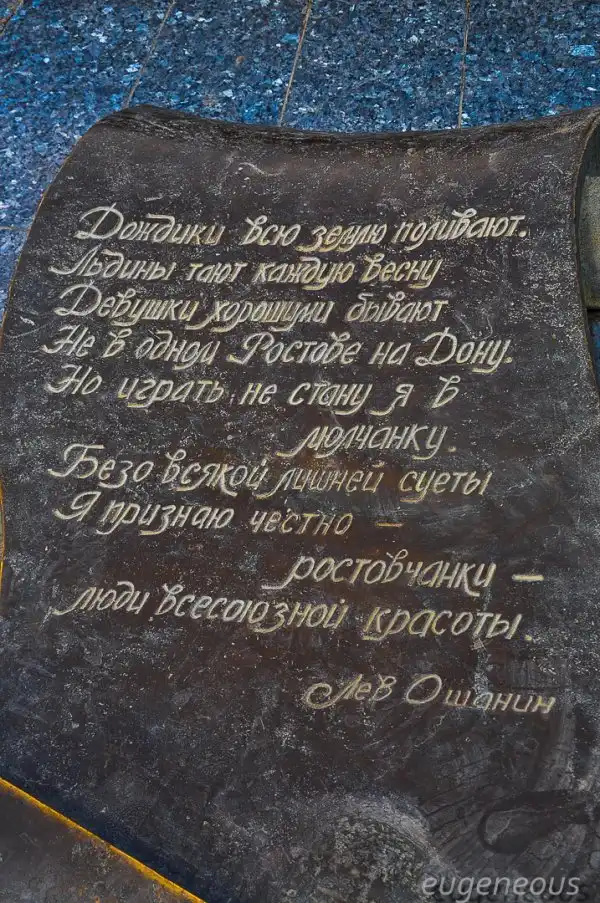 Дождики всю землю поливают.
Льдины тают каждую весну
Девушки хорошими бывают
Не в одном Ростове на Дону.
Но играть не стану я в
молчанку.
Безо всякой лишней суеты
Я признаю честно –
ростовчанки –
люди всесоюзной красоты.
Лев Ошанин
eugeneous